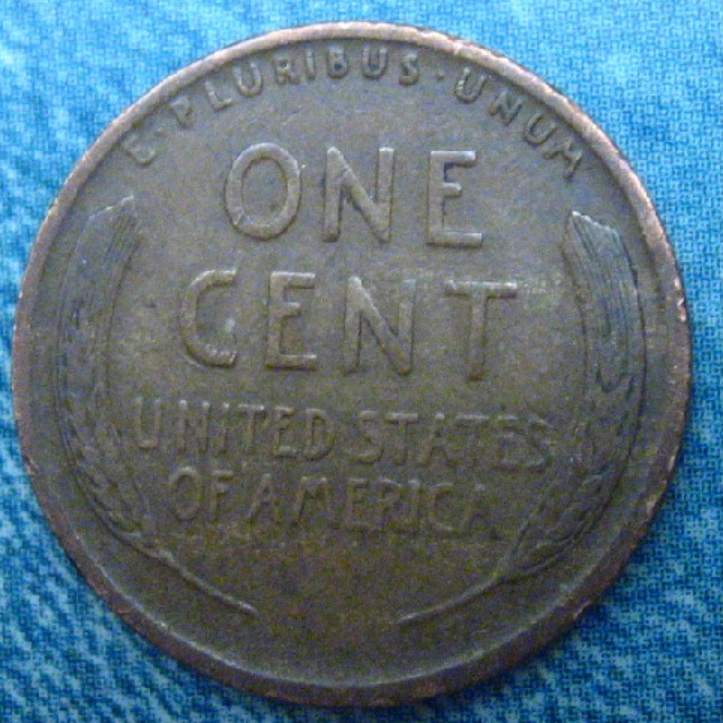 E·PLURIBUS·UNUM
ONE
CENT
UNITED STATES
OF AMERICA